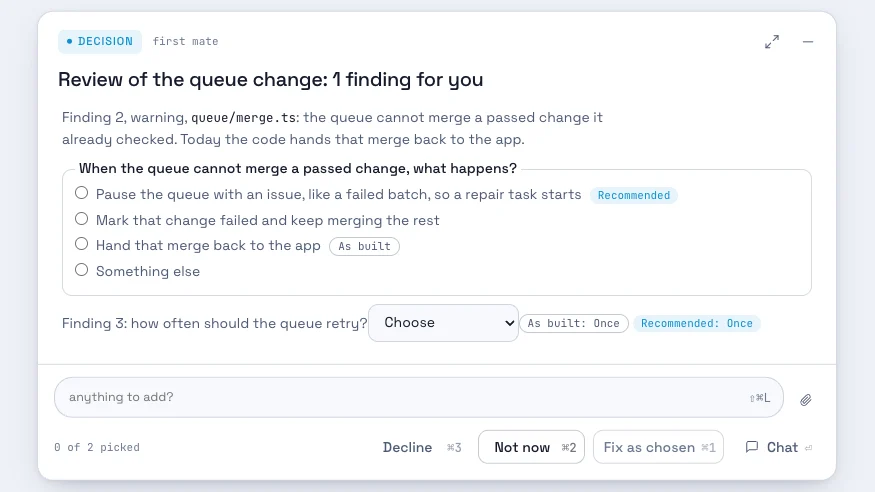 DECISION first mate
Review of the queue change: 1 finding for you
Finding 2, warning, queue/merge.ts: the queue cannot merge a passed change it
already checked. Today the code hands that merge back to the app.
When the queue cannot merge a passed change, what happens?
Pause the queue with an issue, like a failed batch, so a repair task starts Recommended
Mark that change failed and keep merging the rest
Hand that merge back to the app As built
Something else
Finding 3: how often should the queue retry? Choose As built: Once Recommended: Once
anything to add? ⇧⌘L
0 of 2 picked Decline ⌘3 Not now ⌘2 Fix as chosen ⌘1 Chat ⏎